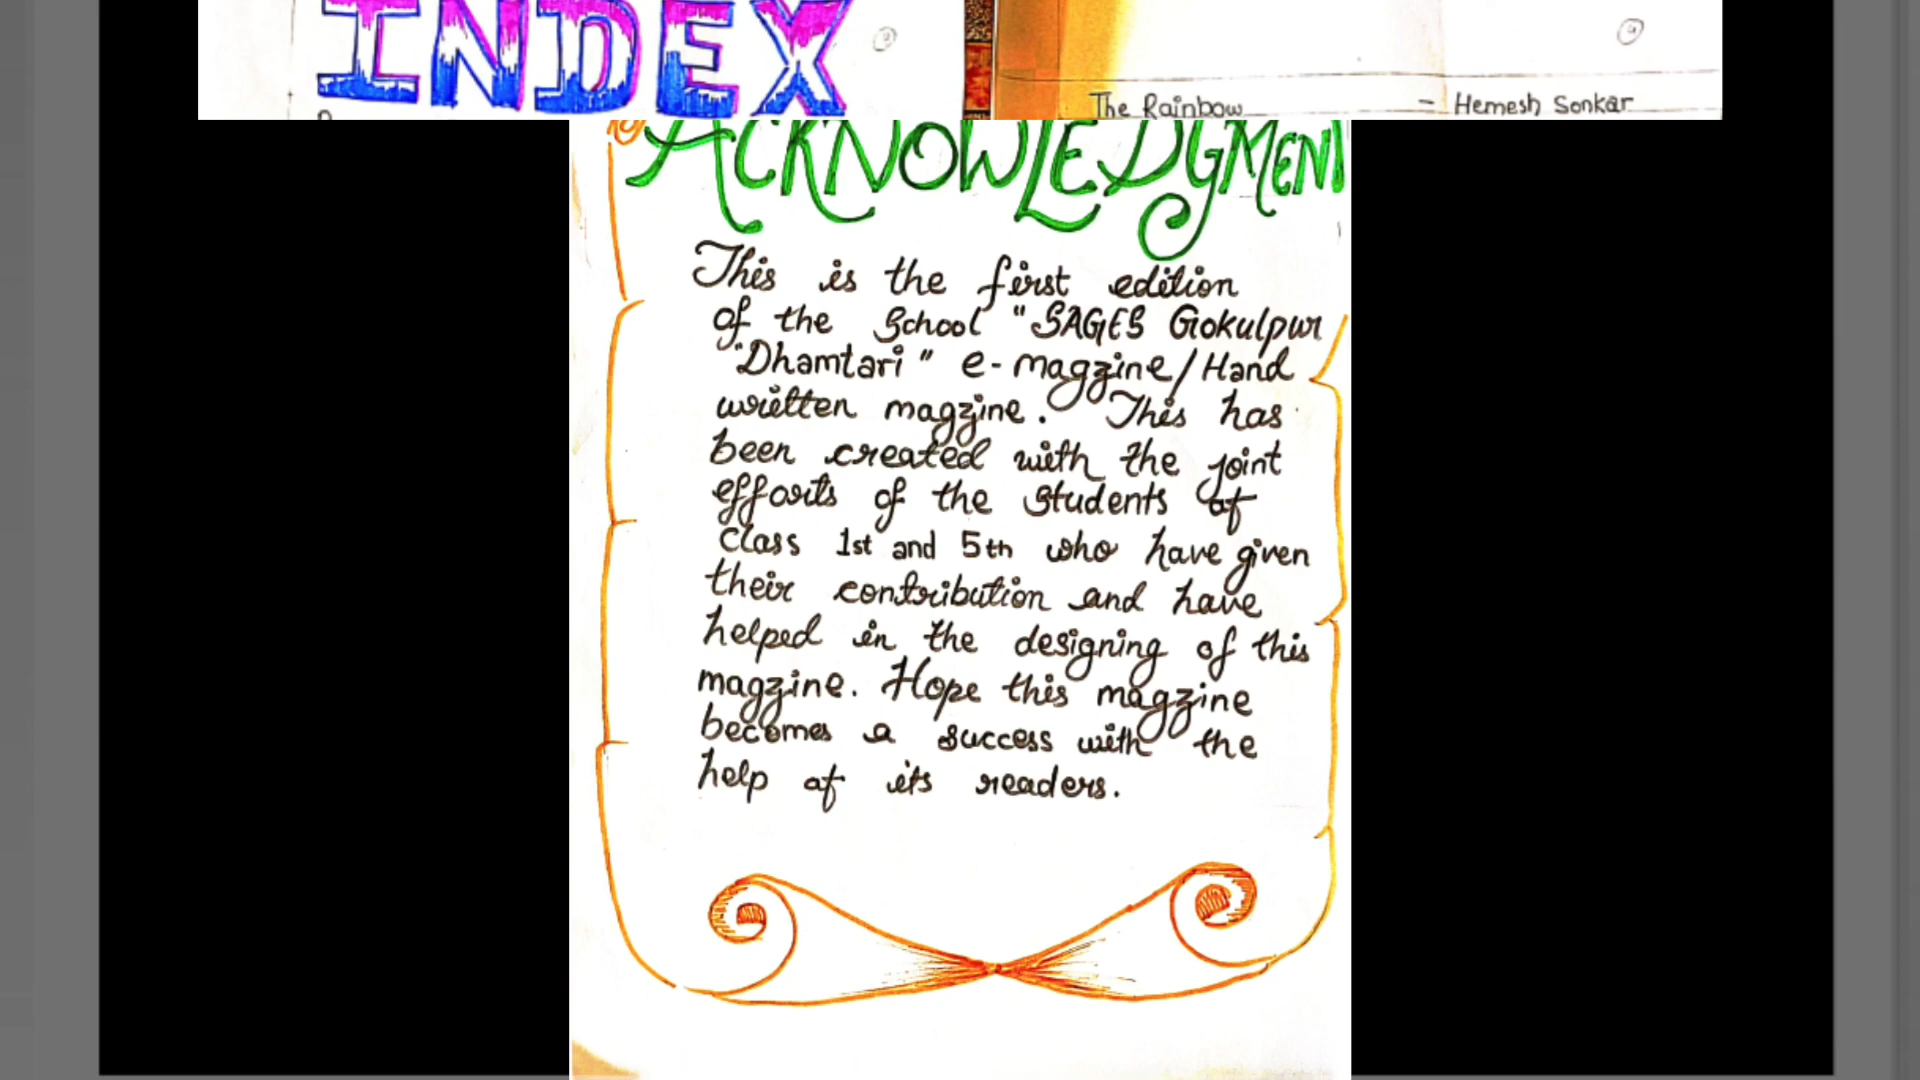 INDEX
The Rainbow - Hemesh Sonkar
ACKNOWLEDGMENT
This is the first edition
of the School "SAGES Gokulpur
"Dhamtari" e-magzine/Hand
written magzine. This has
been created with the joint
efforts of the students of
class 1st and 5th who have given
their contribution and have
helped in the designing of this
magzine. Hope this magzine
becomes a success with the
help of its readers.